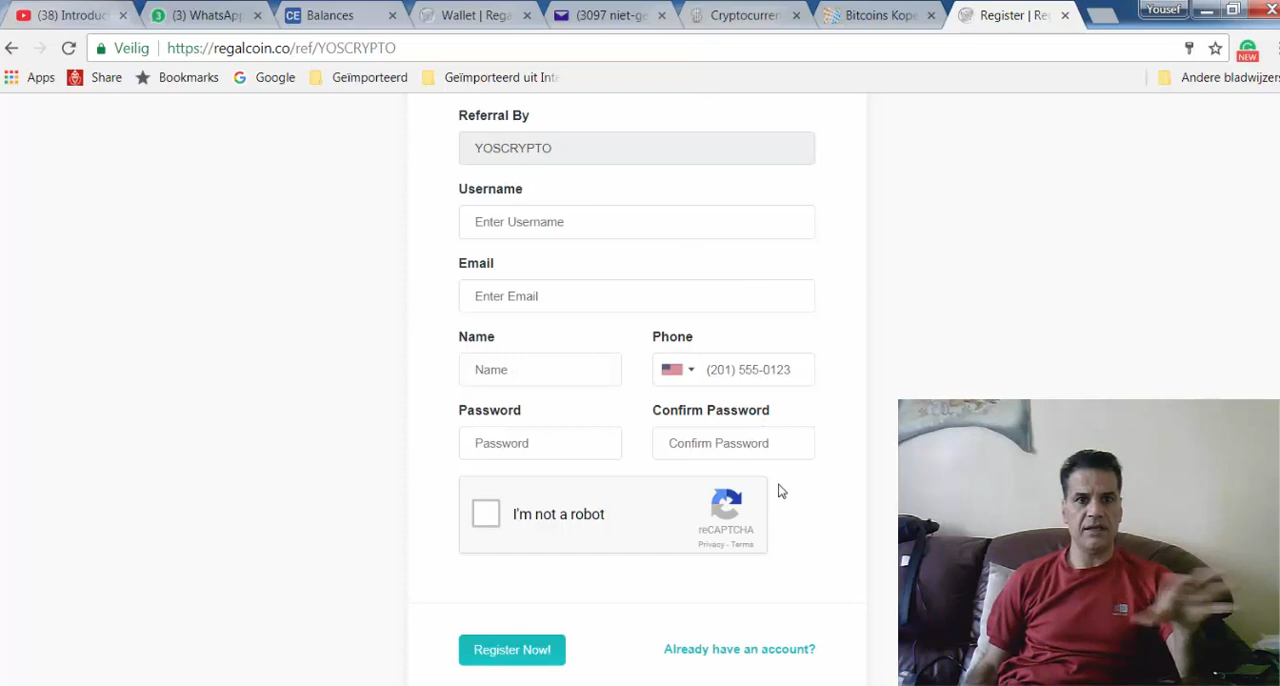 (38) Introduc
(3) WhatsApp
Balances
Wallet | Rega
(3097 niet-ge
Cryptocurren
Bitcoins Kope
Register | Re
Yousef
Veilig
https://regalcoin.co/ref/YOSCRYPTO
NEW
Apps
Share
Bookmarks
Google
Geïmporteerd
Geïmporteerd uit Int
Andere bladwijzers
Referral By
YOSCRYPTO
Username
Enter Username
Email
Enter Email
Name
Phone
Name
(201) 555-0123
Password
Confirm Password
Password
Confirm Password
I'm not a robot
reCAPTCHA
Privacy - Terms
Register Now!
Already have an account?